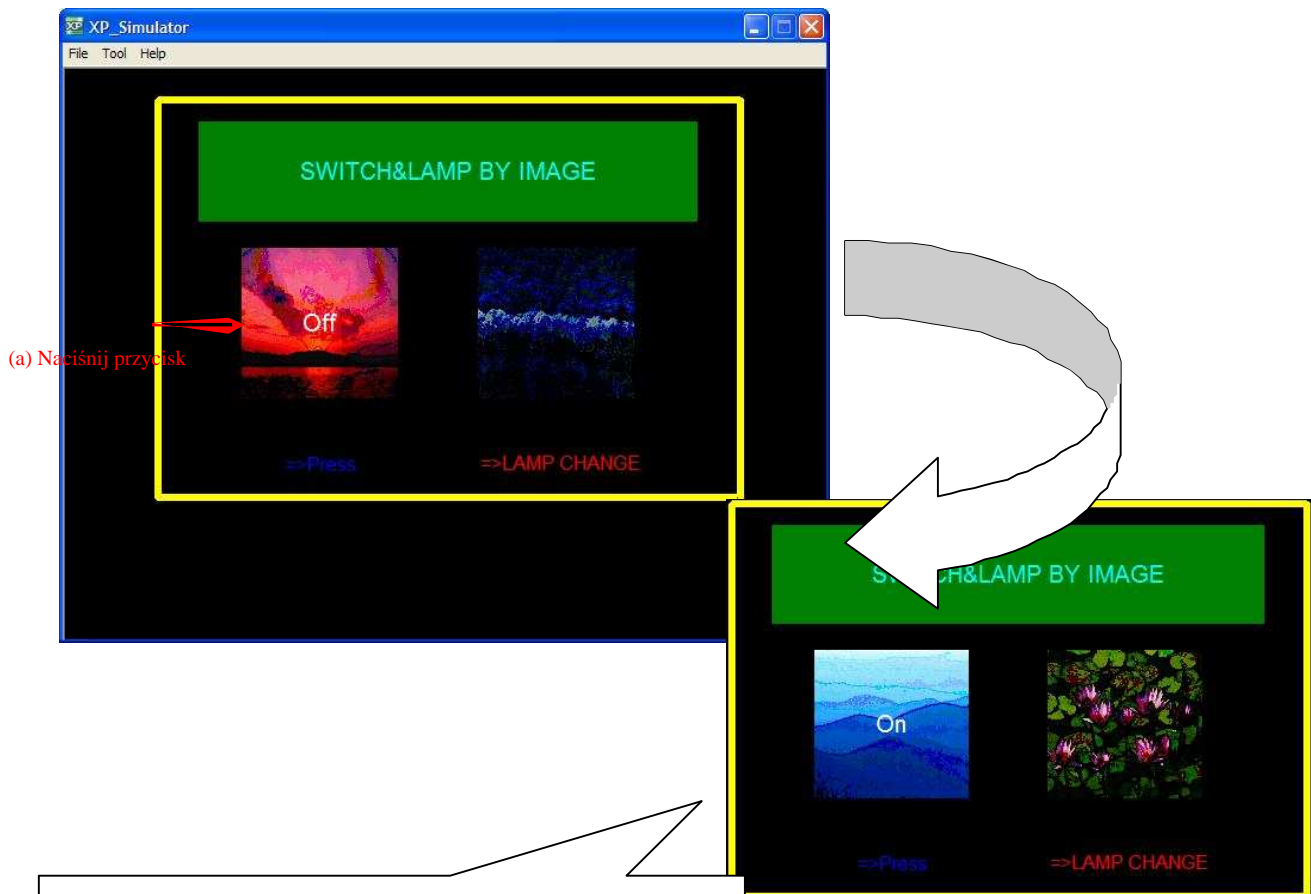 XP_Simulator
File Tool Help
SWITCH&LAMP BY IMAGE
Off
(a) Naciśnij przycisk
=>Press
=>LAMP CHANGE
SWITCH&LAMP BY IMAGE
On
=>Press
=>LAMP CHANGE